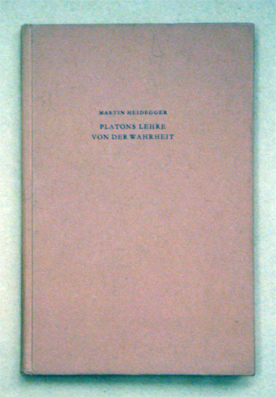 MARTIN HEIDEGGER
PLATONS LEHRE
VON DER WAHRHEIT